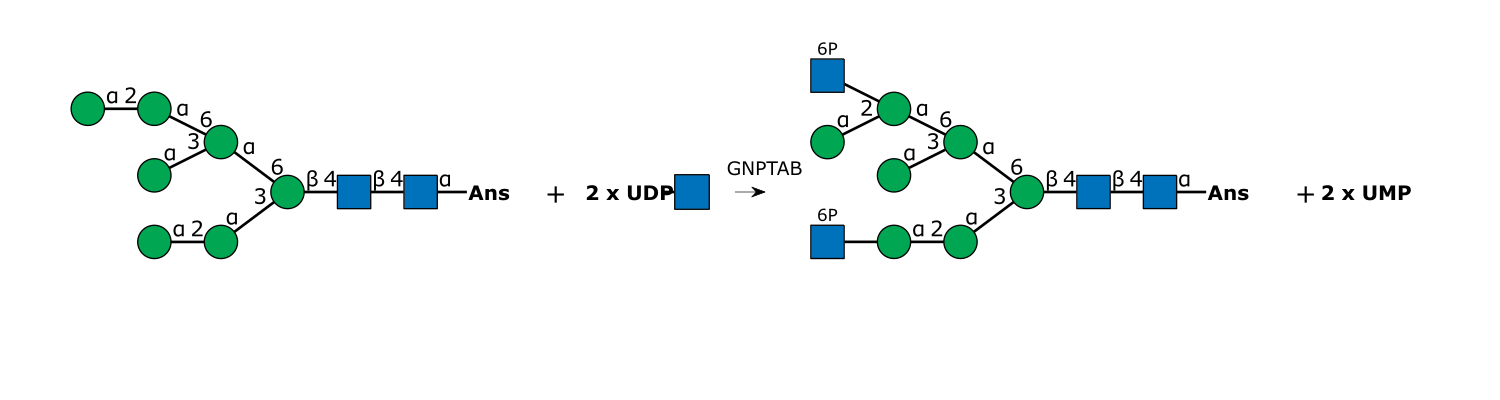 6P
α 2 α 6 α 2 α 6
3 α α 3 α
α 6 GNPTAB α 6
β 4 β 4 α Ans + 2 x UDP β 4 β 4 α Ans + 2 x UMP
3 3
α 6P α
α 2 α 2